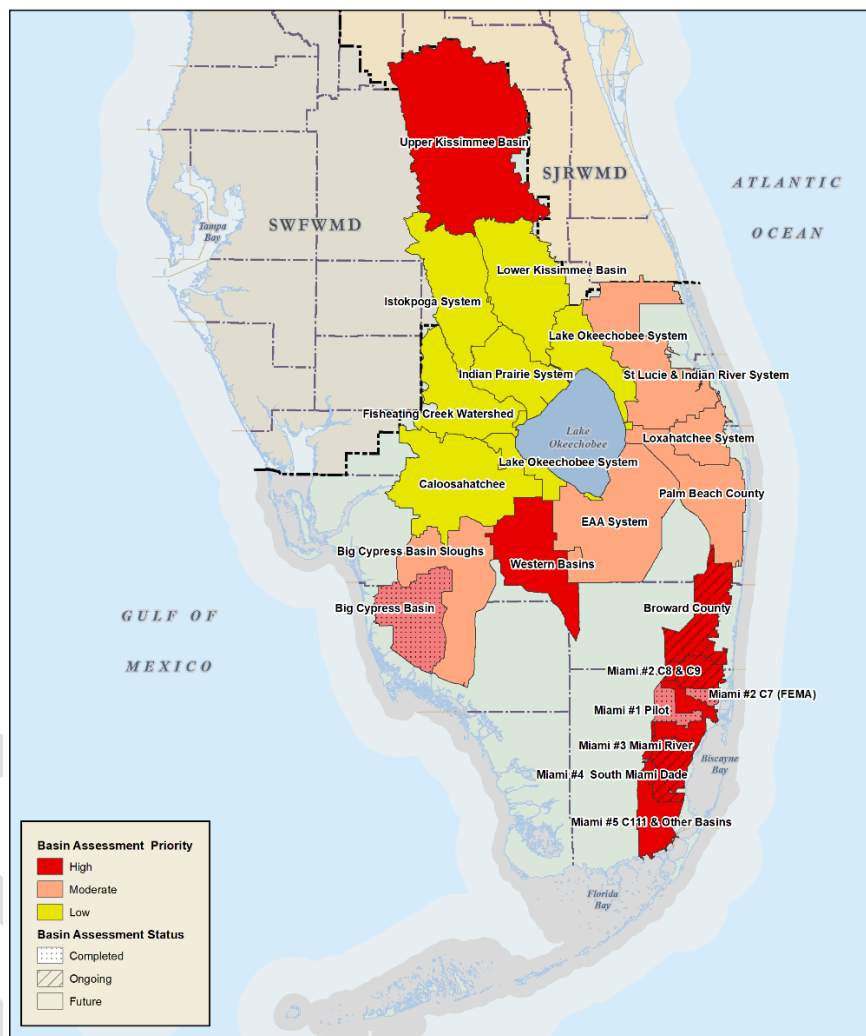 Upper Kissimmee Basin
SJRWMD
ATLANTIC
OCEAN
SWFWMD
Tampa
Bay
Lower Kissimmee Basin
Istokpoga System
Lake Okeechobee System
Indian Prairie System
St Lucie & Indian River System
Fisheating Creek Watershed
Lake
Okeechobee
Loxahatchee System
Lake Okeechobee System
Caloosahatchee
Palm Beach County
EAA System
Big Cypress Basin Sloughs
Western Basins
Big Cypress Basin
Broward County
GULF OF
MEXICO
Miami #2 C8 & C9
Miami #2 C7 (FEMA)
Miami #1 Pilot
Miami #3 Miami River
Biscayne
Bay
Miami #4 South Miami Dade
Miami #5 C111 & Other Basins
Florida
Bay
Basin Assessment Priority
High
Moderate
Low
Basin Assessment Status
Completed
Ongoing
Future